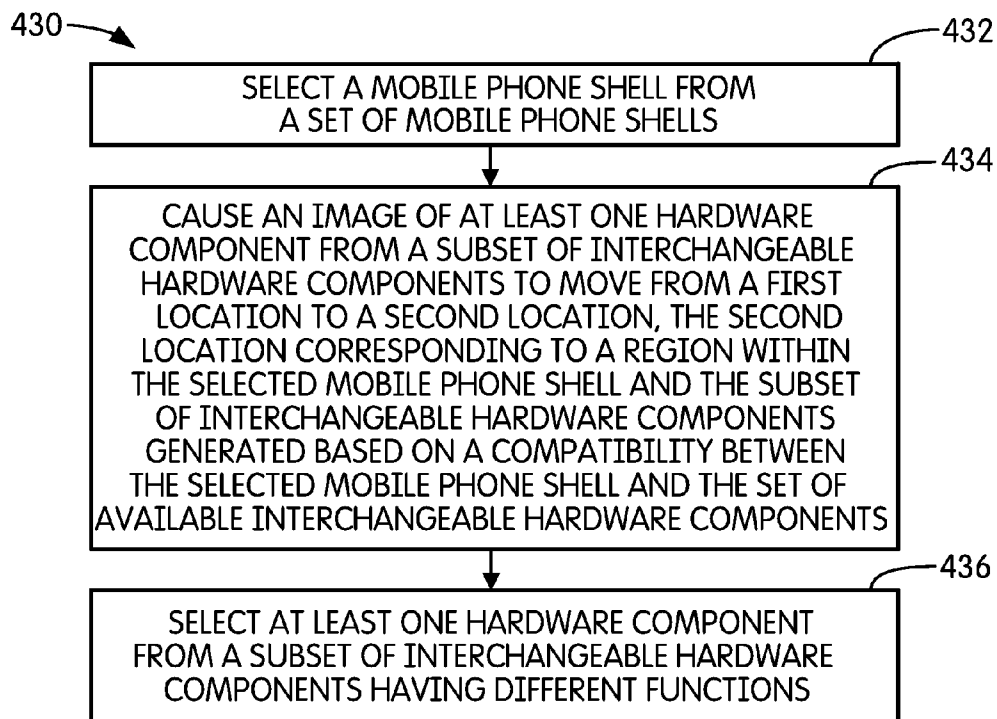 430
432
SELECT A MOBILE PHONE SHELL FROM
A SET OF MOBILE PHONE SHELLS
434
CAUSE AN IMAGE OF AT LEAST ONE HARDWARE
COMPONENT FROM A SUBSET OF INTERCHANGEABLE
HARDWARE COMPONENTS TO MOVE FROM A FIRST
LOCATION TO A SECOND LOCATION, THE SECOND
LOCATION CORRESPONDING TO A REGION WITHIN
THE SELECTED MOBILE PHONE SHELL AND THE SUBSET
OF INTERCHANGEABLE HARDWARE COMPONENTS
GENERATED BASED ON A COMPATIBILITY BETWEEN
THE SELECTED MOBILE PHONE SHELL AND THE SET OF
AVAILABLE INTERCHANGEABLE HARDWARE COMPONENTS
436
SELECT AT LEAST ONE HARDWARE COMPONENT
FROM A SUBSET OF INTERCHANGEABLE HARDWARE
COMPONENTS HAVING DIFFERENT FUNCTIONS